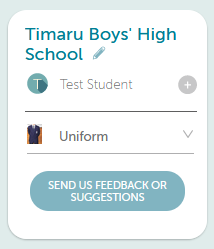 Timaru Boys' High
School
T Test Student +
Uniform
SEND US FEEDBACK OR
SUGGESTIONS